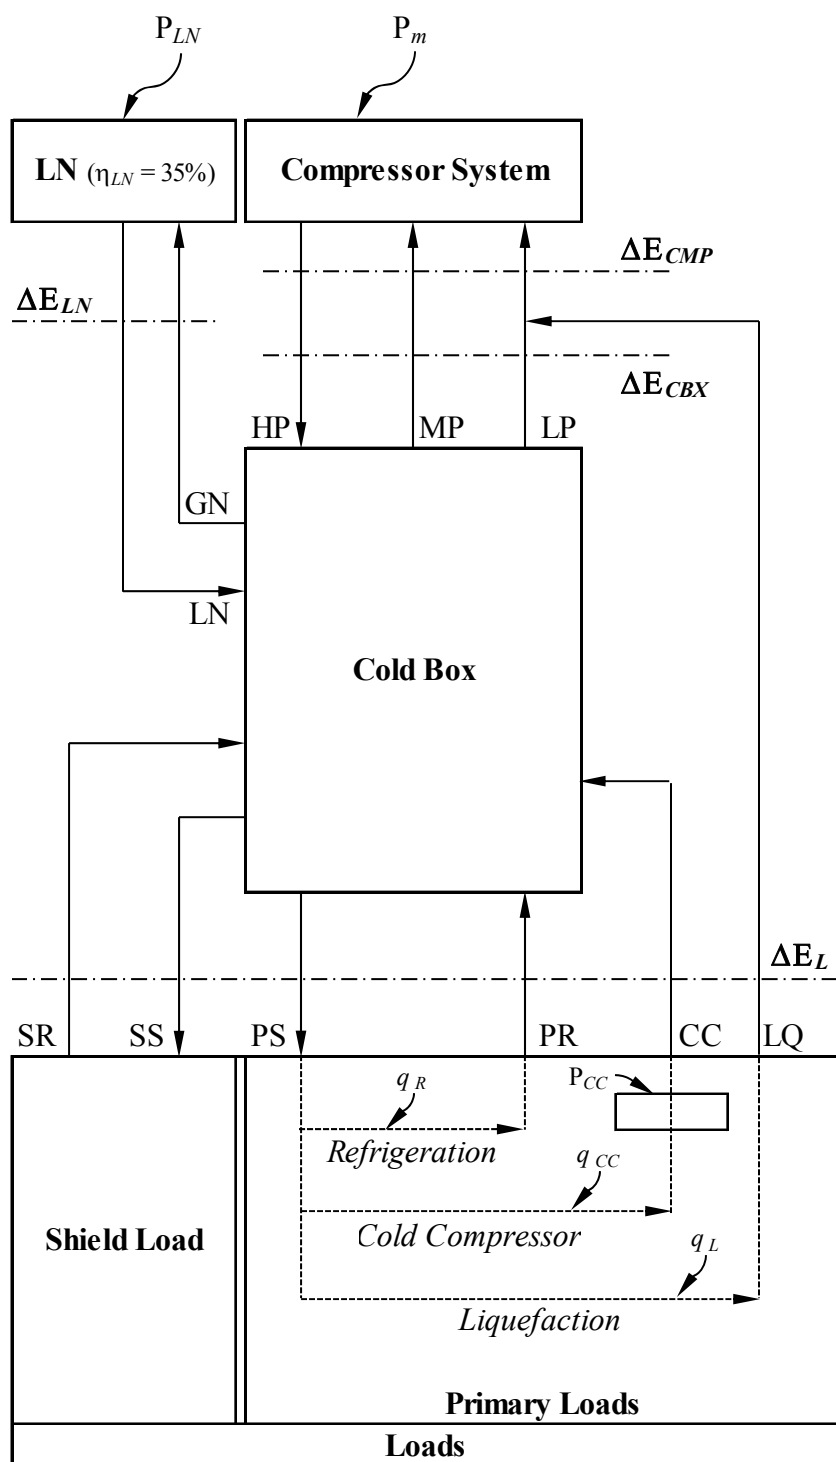 P_LN
P_m
LN (η_LN = 35%)
Compressor System
ΔE_CMP
ΔE_LN
ΔE_CBX
HP
MP
LP
GN
LN
Cold Box
ΔE_L
SR
SS
PS
PR
CC
LQ
q_R
P_CC
Refrigeration
q_CC
Shield Load
Cold Compressor
q_L
Liquefaction
Primary Loads
Loads